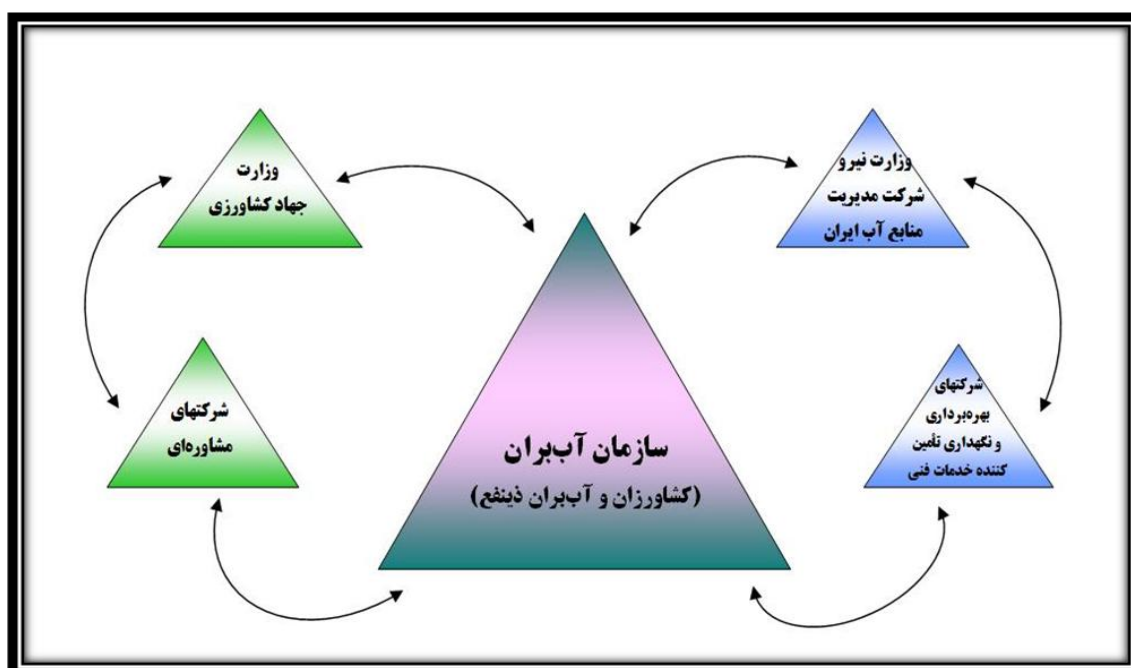 وزارت نیرو
شرکت مدیریت
منابع آب ایران
وزارت
جهاد کشاورزی
شرکتهای
بهره‌برداری
و نگهداری تأمین
کننده خدمات فنی
شرکتهای
مشاوره‌ای
سازمان آب‌بران
(کشاورزان و آب‌بران ذینفع)